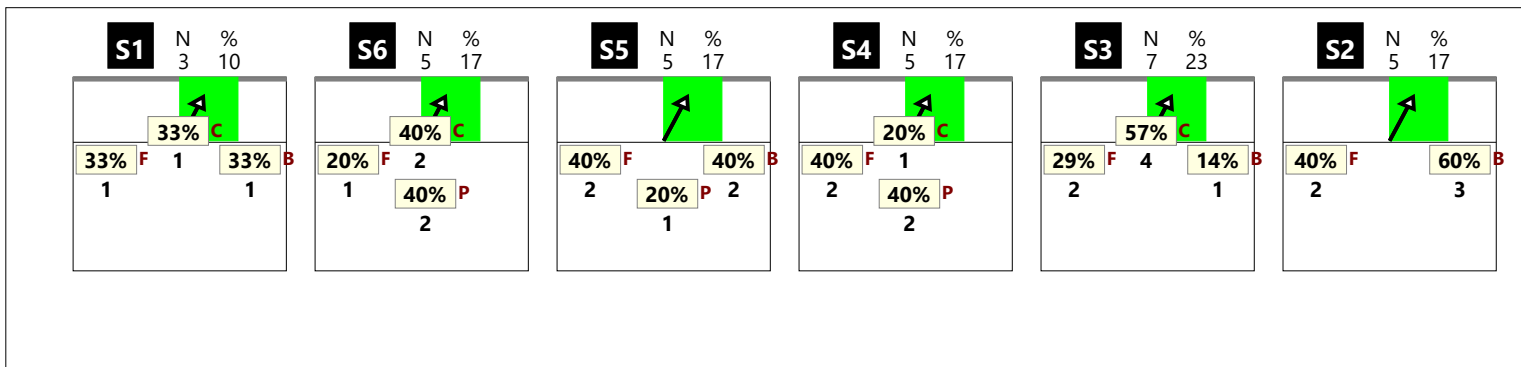 S1 N % S6 N % S5 N % S4 N % S3 N % S2 N %
3 10 5 17 5 17 5 17 7 23 5 17
33% C 40% C 20% C 57% C
33% F 1 33% B 20% F 2 40% F 40% B 40% F 1 29% F 4 14% B 40% F 60% B
1 1 1 40% P 2 20% P 2 2 40% P 2 1 2 3
2 1 2